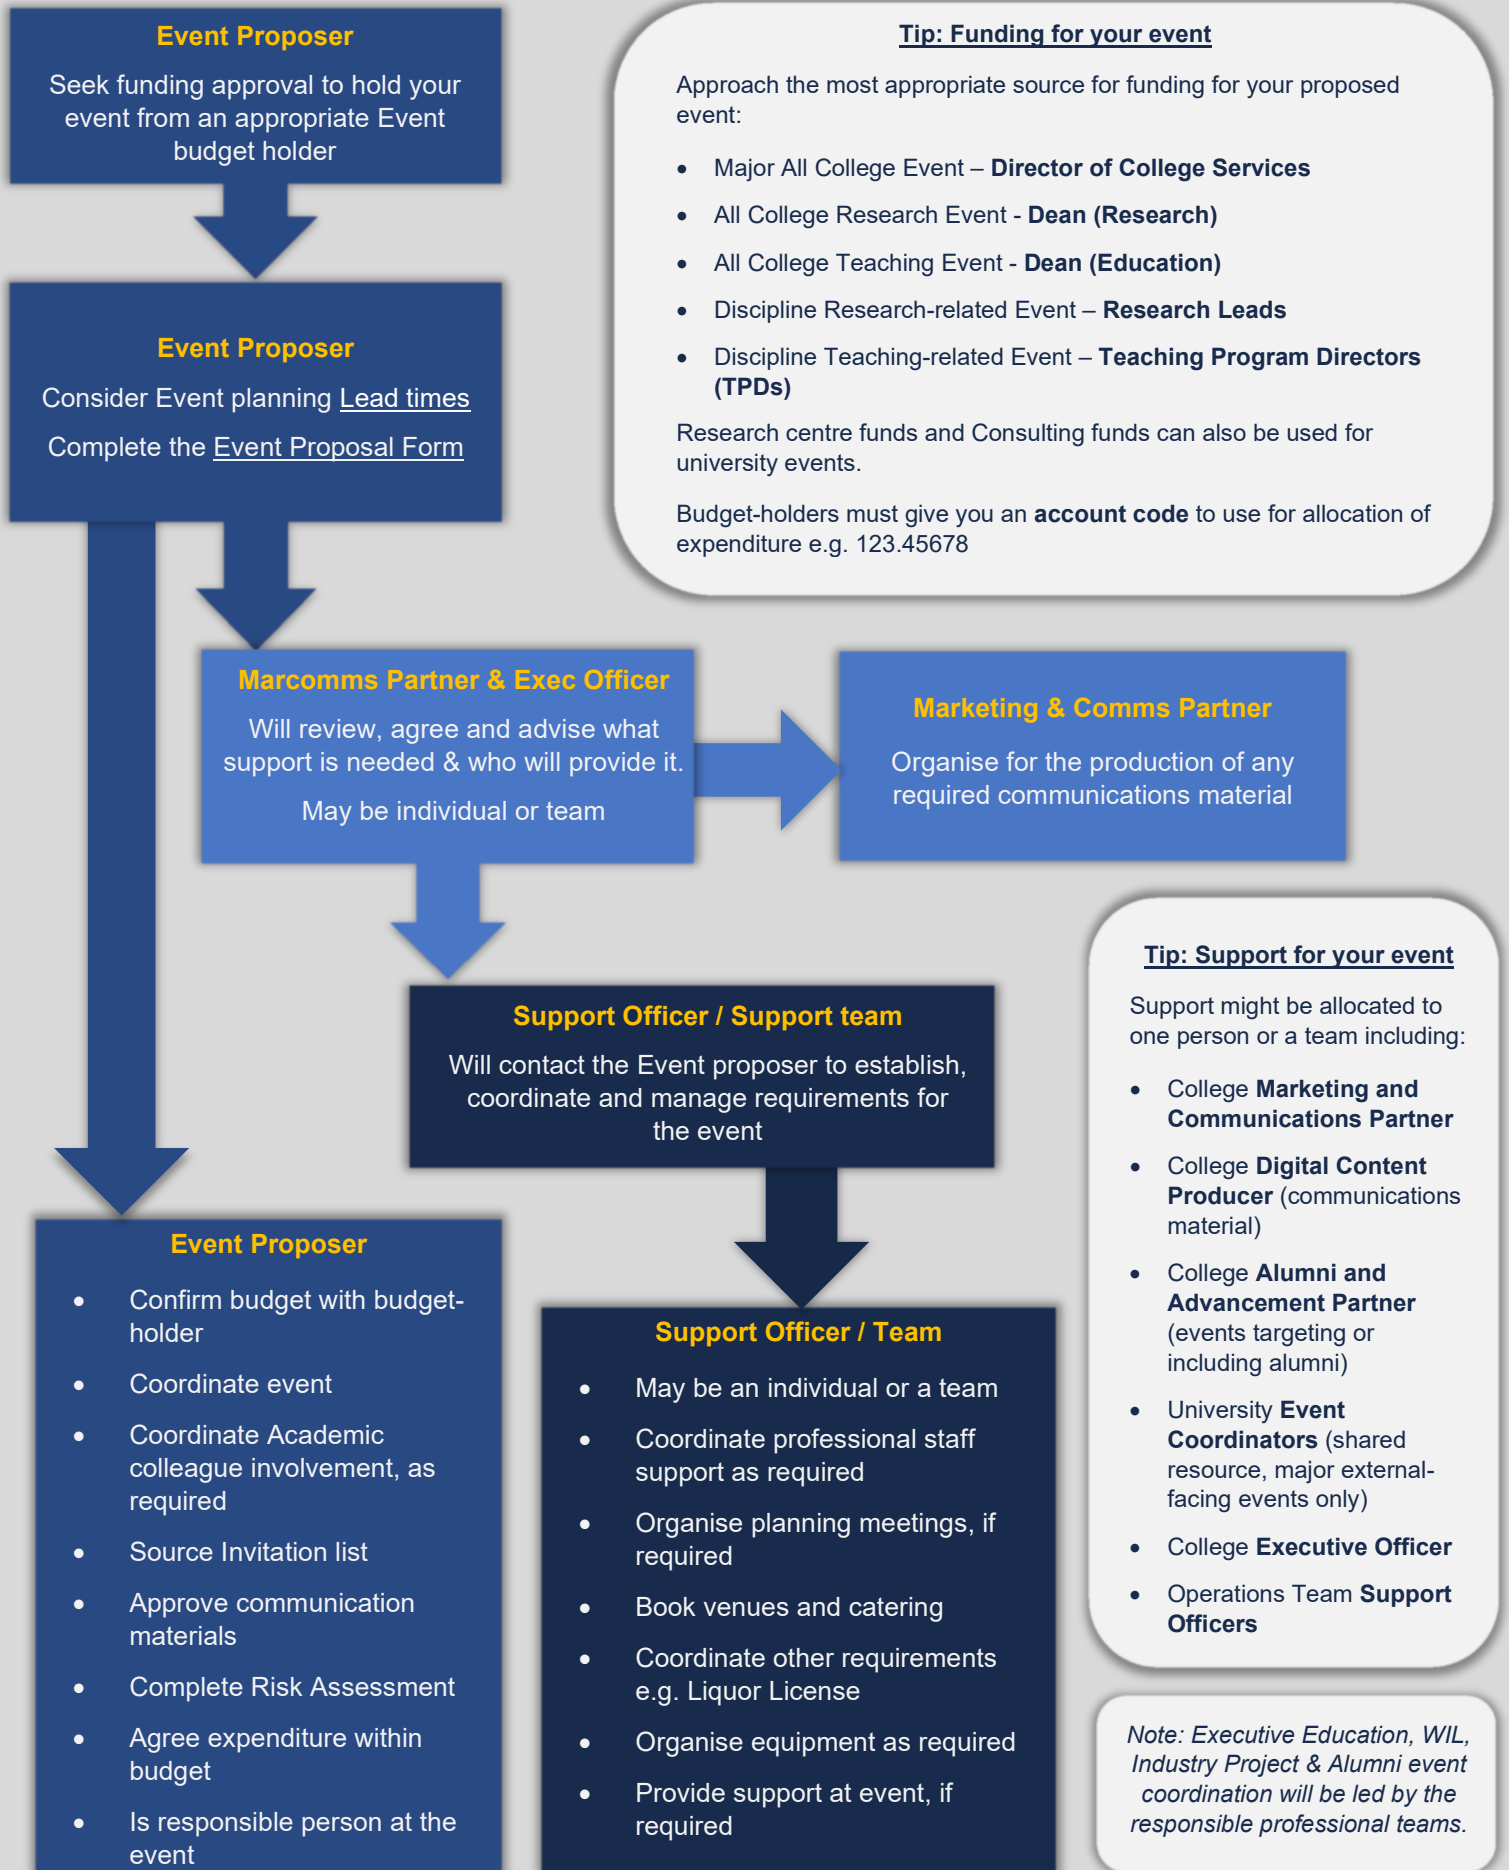 Event Proposer
Seek funding approval to hold your
event from an appropriate Event
budget holder
Tip: Funding for your event
Approach the most appropriate source for funding for your proposed
event:
• Major All College Event – Director of College Services
• All College Research Event - Dean (Research)
• All College Teaching Event - Dean (Education)
• Discipline Research-related Event – Research Leads
• Discipline Teaching-related Event – Teaching Program Directors
(TPDs)
Research centre funds and Consulting funds can also be used for
university events.
Budget-holders must give you an account code to use for allocation of
expenditure e.g. 123.45678
Event Proposer
Consider Event planning Lead times
Complete the Event Proposal Form
Marcomms Partner & Exec Officer
Will review, agree and advise what
support is needed & who will provide it.
May be individual or team
Marketing & Comms Partner
Organise for the production of any
required communications material
Support Officer / Support team
Will contact the Event proposer to establish,
coordinate and manage requirements for
the event
Tip: Support for your event
Support might be allocated to
one person or a team including:
• College Marketing and
Communications Partner
• College Digital Content
Producer (communications
material)
• College Alumni and
Advancement Partner
(events targeting or
including alumni)
• University Event
Coordinators (shared
resource, major external-
facing events only)
• College Executive Officer
• Operations Team Support
Officers
Event Proposer
• Confirm budget with budget-
holder
• Coordinate event
• Coordinate Academic
colleague involvement, as
required
• Source Invitation list
• Approve communication
materials
• Complete Risk Assessment
• Agree expenditure within
budget
• Is responsible person at the
event
Support Officer / Team
• May be an individual or a team
• Coordinate professional staff
support as required
• Organise planning meetings, if
required
• Book venues and catering
• Coordinate other requirements
e.g. Liquor License
• Organise equipment as required
• Provide support at event, if
required
Note: Executive Education, WIL,
Industry Project & Alumni event
coordination will be led by the
responsible professional teams.